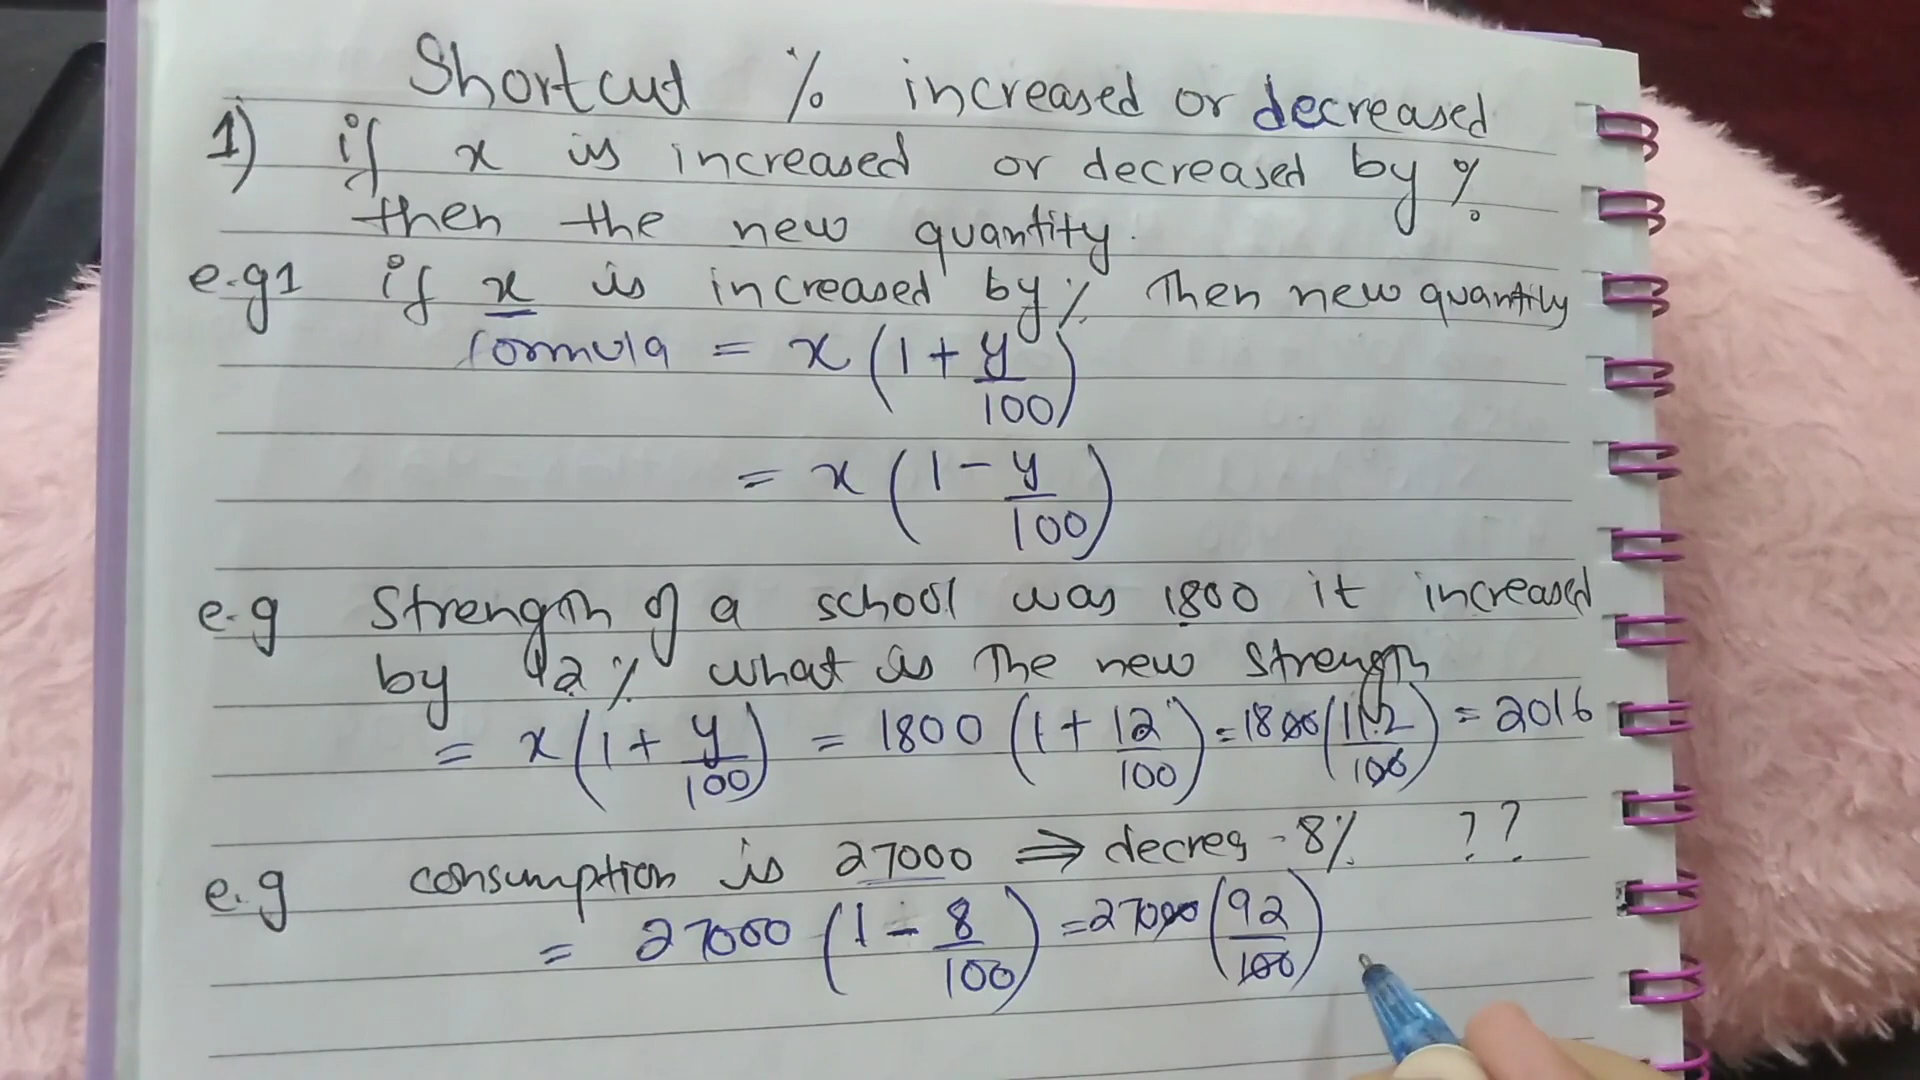 Shortcut % increased or decreased
1) if x is increased or decreased by %
then the new quantity.
e.g1 if x is increased by % Then new quantity
formula = x (1 + y/100)
= x (1 - y/100)
e.g Strength of a school was 1800 it increased
by 12% what is The new strength
= x (1 + y/100) = 1800 (1 + 12/100) = 1800 (112/100) = 2016
e.g consumption is 27000 ⇒ decreas - 8% ??
= 27000 (1 - 8/100) = 27000 (92/100)